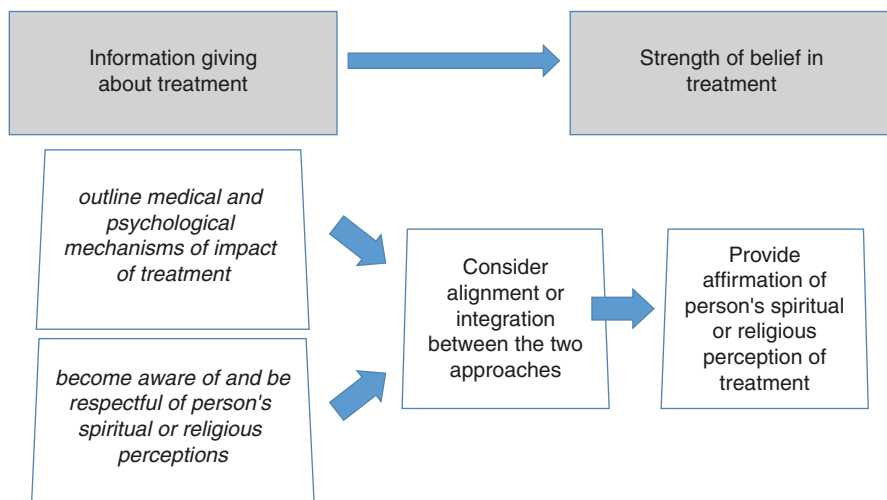 Information giving
about treatment
Strength of belief in
treatment
outline medical and
psychological
mechanisms of impact
of treatment
become aware of and be
respectful of person's
spiritual or religious
perceptions
Consider
alignment or
integration
between the two
approaches
Provide
affirmation of
person's spiritual
or religious
perception of
treatment